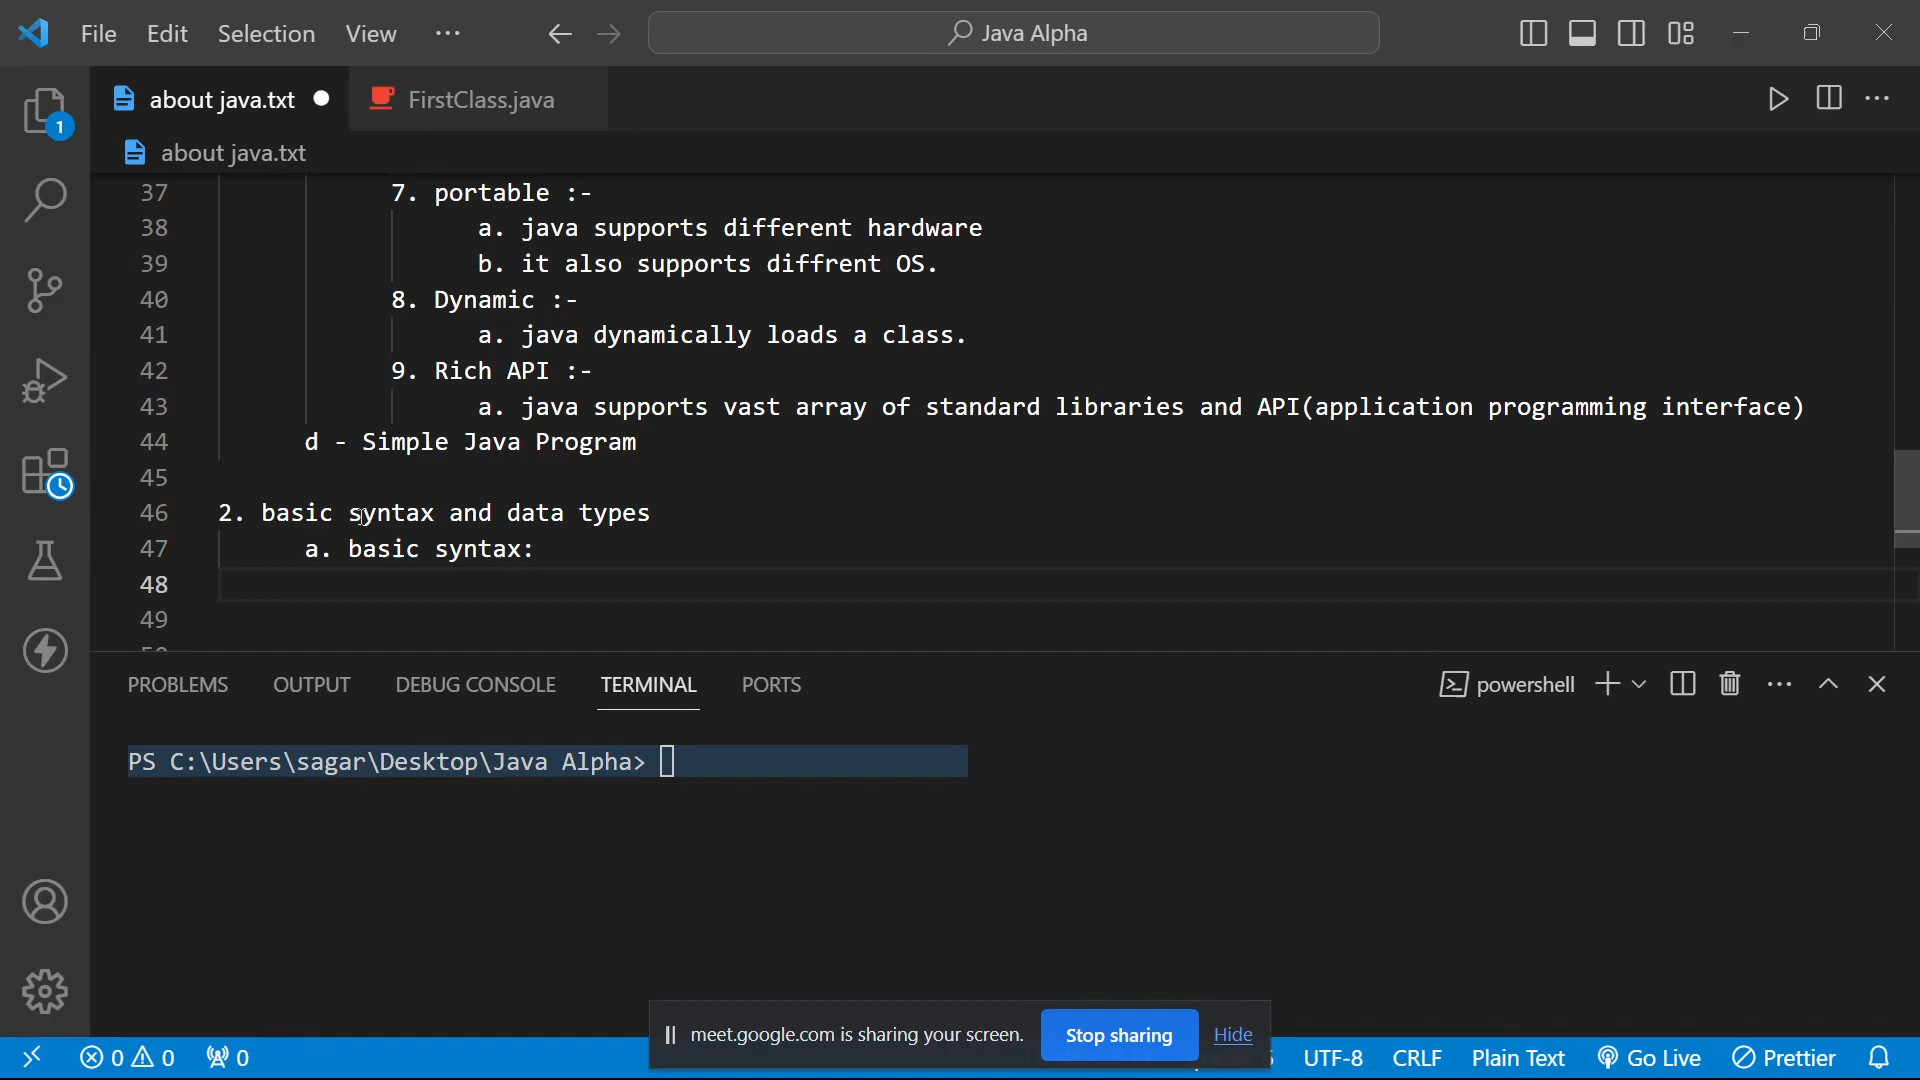 File Edit Selection View ··· Java Alpha
about java.txt FirstClass.java
1
about java.txt
37 7. portable :-
38 a. java supports different hardware
39 b. it also supports diffrent OS.
40 8. Dynamic :-
41 a. java dynamically loads a class.
42 9. Rich API :-
43 a. java supports vast array of standard libraries and API(application programming interface)
44 d - Simple Java Program
45
46 2. basic syntax and data types
47 a. basic syntax:
48
49
PROBLEMS OUTPUT DEBUG CONSOLE TERMINAL PORTS powershell
PS C:\Users\sagar\Desktop\Java Alpha>
meet.google.com is sharing your screen. Stop sharing Hide
0 0 0 UTF-8 CRLF Plain Text Go Live Prettier